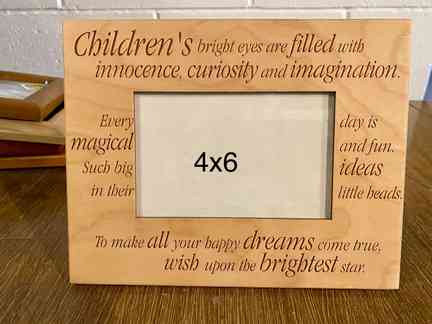 Children's bright eyes are filled with
innocence, curiosity and imagination.
Every day is
magical and fun.
Such big ideas
in their little heads.
4x6
To make all your happy dreams come true,
wish upon the brightest star.